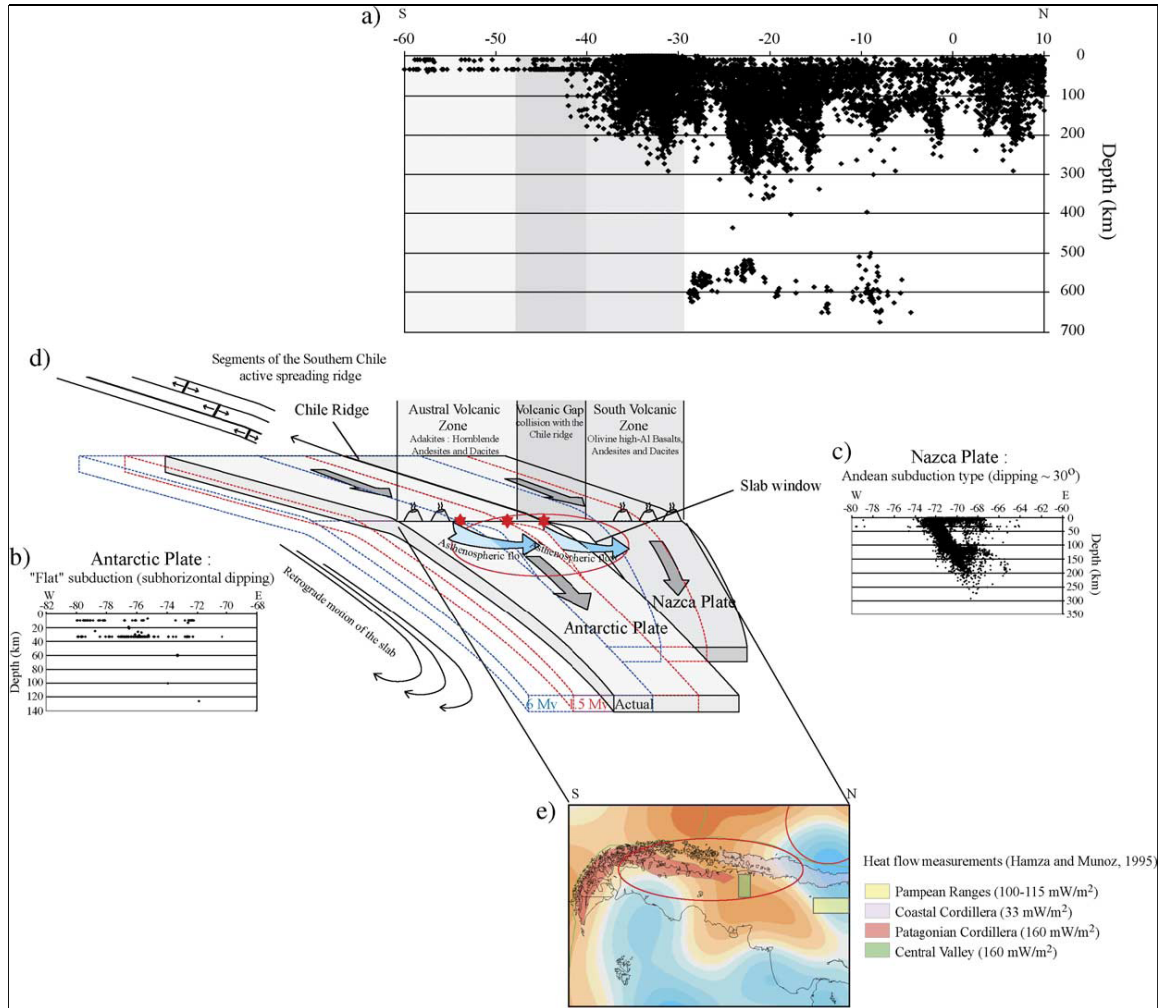 a)
S N
-60 -50 -40 -30 -20 -10 0 10
0
100
200
300
400
500
600
700
Depth (km)
d)
Segments of the Southern Chile
active spreading ridge
Chile Ridge
Austral Volcanic
Zone
Adakites : Hornblende
Andesites and Dacites
Volcanic Gap
collision with the
Chile ridge
South Volcanic
Zone
Olivine high-Al Basalts,
Andesites and Dacites
Slab window
Asthenospheric flow
Asthenospheric flow
Retrograde motion of the slab
Antarctic Plate
Nazca Plate
6 My 1.5 My Actual
b)
Antarctic Plate :
"Flat" subduction (subhorizontal dipping)
W E
-82 -80 -78 -76 -74 -72 -70 -68
0
20
40
60
80
100
120
140
Depth (km)
c)
Nazca Plate :
Andean subduction type (dipping ~ 30°)
W E
-80 -78 -76 -74 -72 -70 -68 -66 -64 -62 -60
0
50
100
150
200
250
300
350
Depth (km)
e)
S N
Heat flow measurements (Hamza and Munoz, 1995)
Pampean Ranges (100-115 mW/m²)
Coastal Cordillera (33 mW/m²)
Patagonian Cordillera (160 mW/m²)
Central Valley (160 mW/m²)